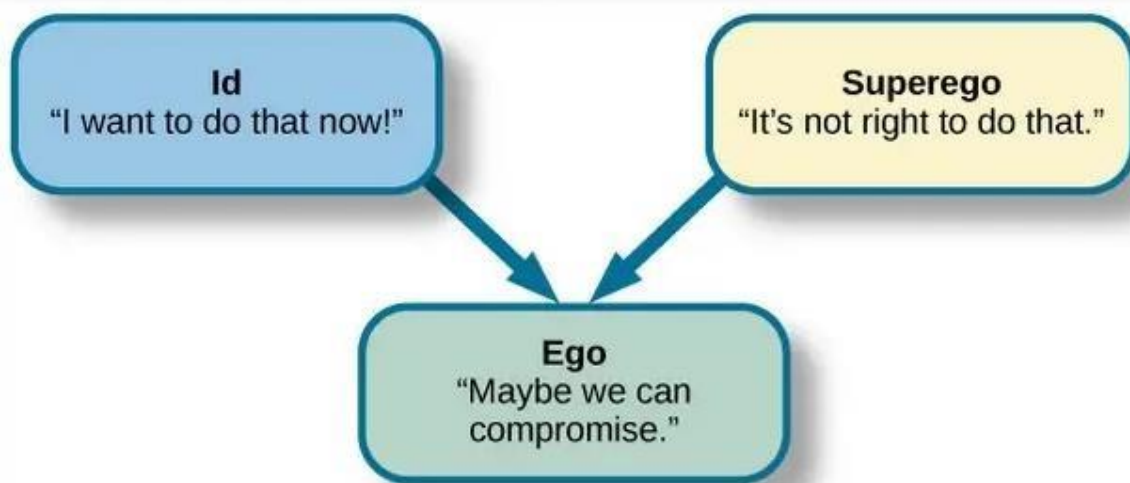 Id
“I want to do that now!”
Superego
“It’s not right to do that.”
Ego
“Maybe we can
compromise.”